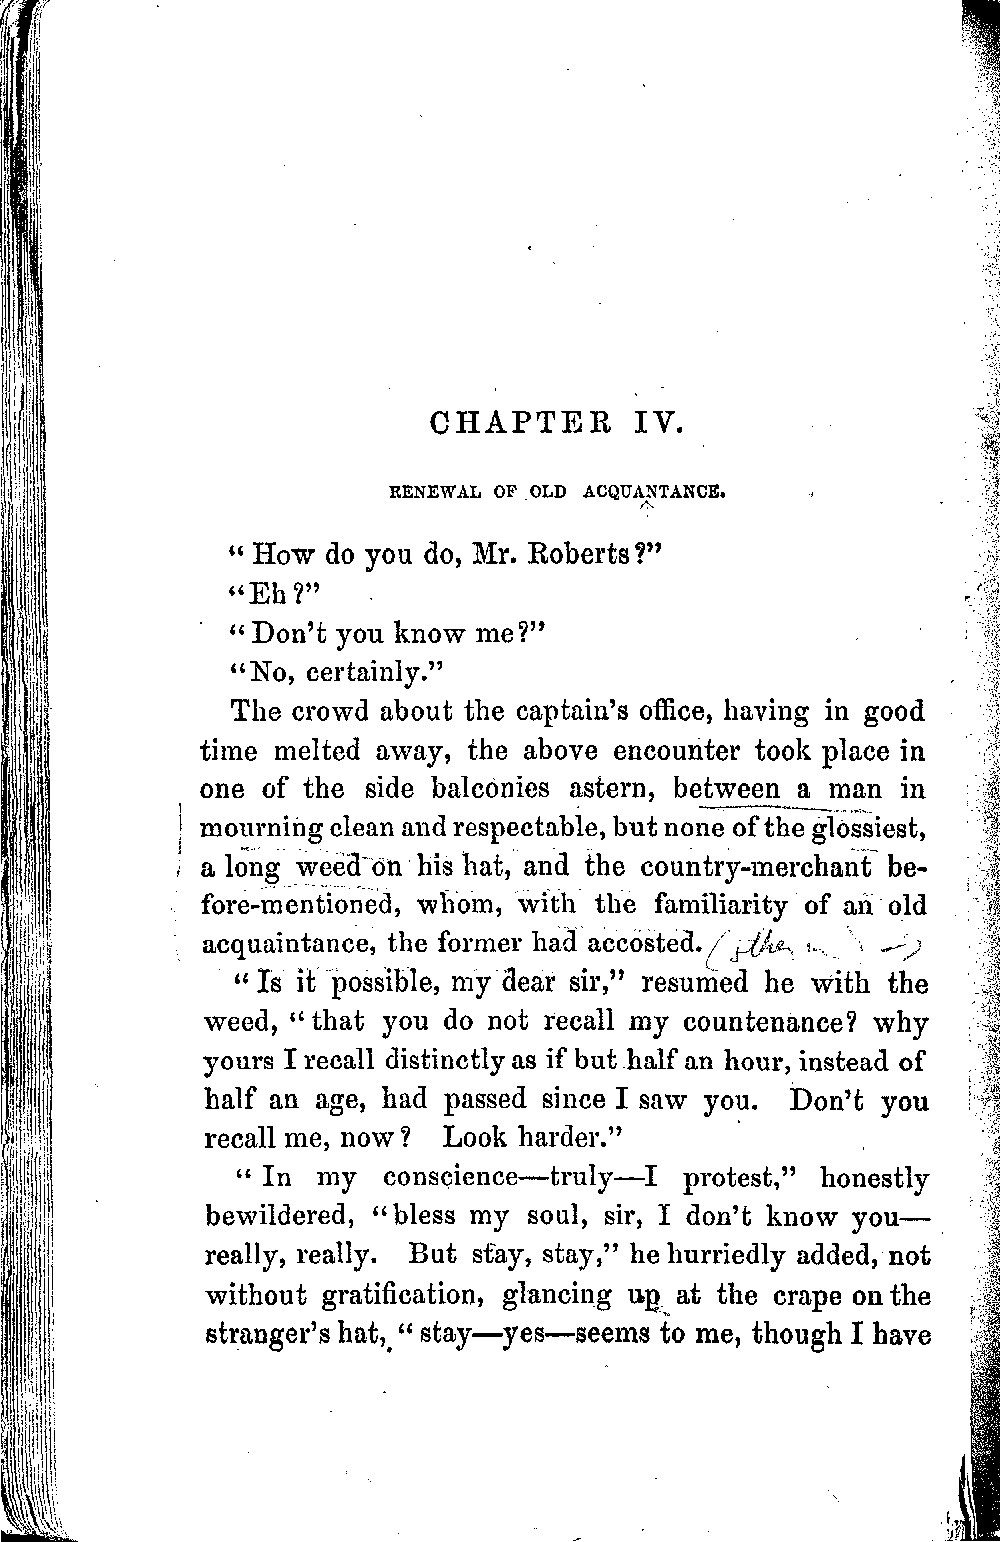 CHAPTER IV.
RENEWAL OF OLD ACQUANTANCE.
^
“How do you do, Mr. Roberts?”
“Eh?”
“Don’t you know me?”
“No, certainly.”
The crowd about the captain’s office, having in good
time melted away, the above encounter took place in
one of the side balconies astern, between a man in
mourning clean and respectable, but none of the glossiest,
a long weed on his hat, and the country-merchant be-
fore-mentioned, whom, with the familiarity of an old
acquaintance, the former had accosted.
“Is it possible, my dear sir,” resumed he with the
weed, “that you do not recall my countenance? why
yours I recall distinctly as if but half an hour, instead of
half an age, had passed since I saw you. Don’t you
recall me, now? Look harder.”
“In my conscience—truly—I protest,” honestly
bewildered, “bless my soul, sir, I don’t know you—
really, really. But stay, stay,” he hurriedly added, not
without gratification, glancing up at the crape on the
stranger’s hat, “stay—yes—seems to me, though I have